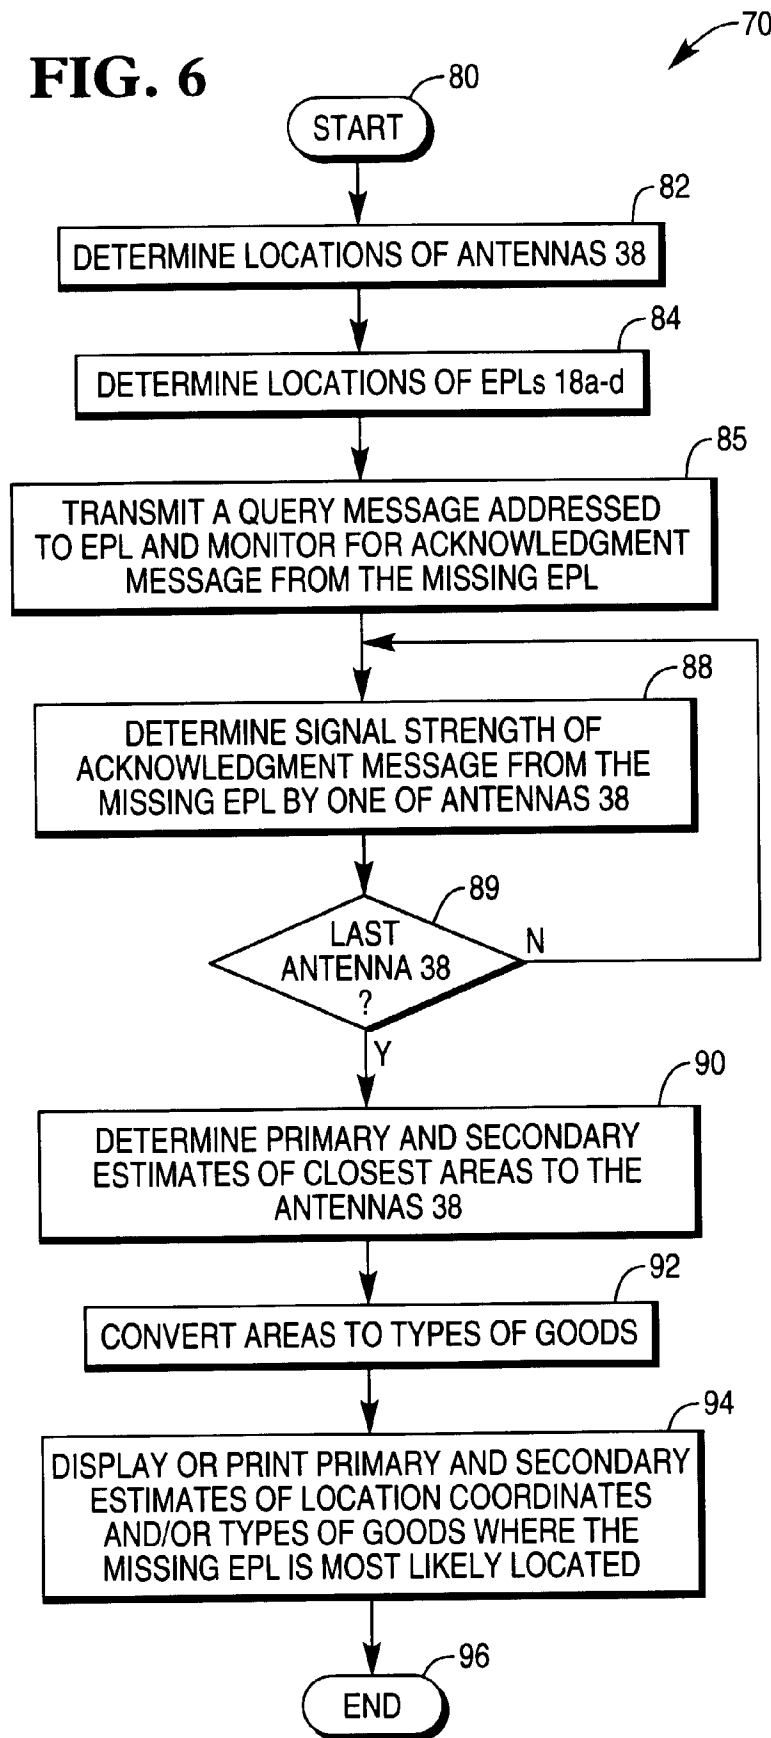 70
FIG. 6
80
START
82
DETERMINE LOCATIONS OF ANTENNAS 38
84
DETERMINE LOCATIONS OF EPLs 18a-d
85
TRANSMIT A QUERY MESSAGE ADDRESSED
TO EPL AND MONITOR FOR ACKNOWLEDGMENT
MESSAGE FROM THE MISSING EPL
88
DETERMINE SIGNAL STRENGTH OF
ACKNOWLEDGMENT MESSAGE FROM THE
MISSING EPL BY ONE OF ANTENNAS 38
89
LAST
ANTENNA 38
?
N
Y
90
DETERMINE PRIMARY AND SECONDARY
ESTIMATES OF CLOSEST AREAS TO THE
ANTENNAS 38
92
CONVERT AREAS TO TYPES OF GOODS
94
DISPLAY OR PRINT PRIMARY AND SECONDARY
ESTIMATES OF LOCATION COORDINATES
AND/OR TYPES OF GOODS WHERE THE
MISSING EPL IS MOST LIKELY LOCATED
96
END